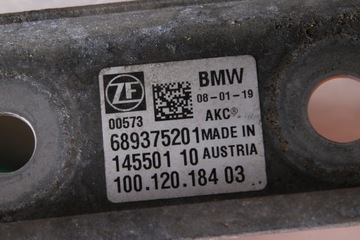 ZF
BMW
08-01-19
00573
AKC®
689375201 MADE IN
145501 10 AUSTRIA
100.120.184 03